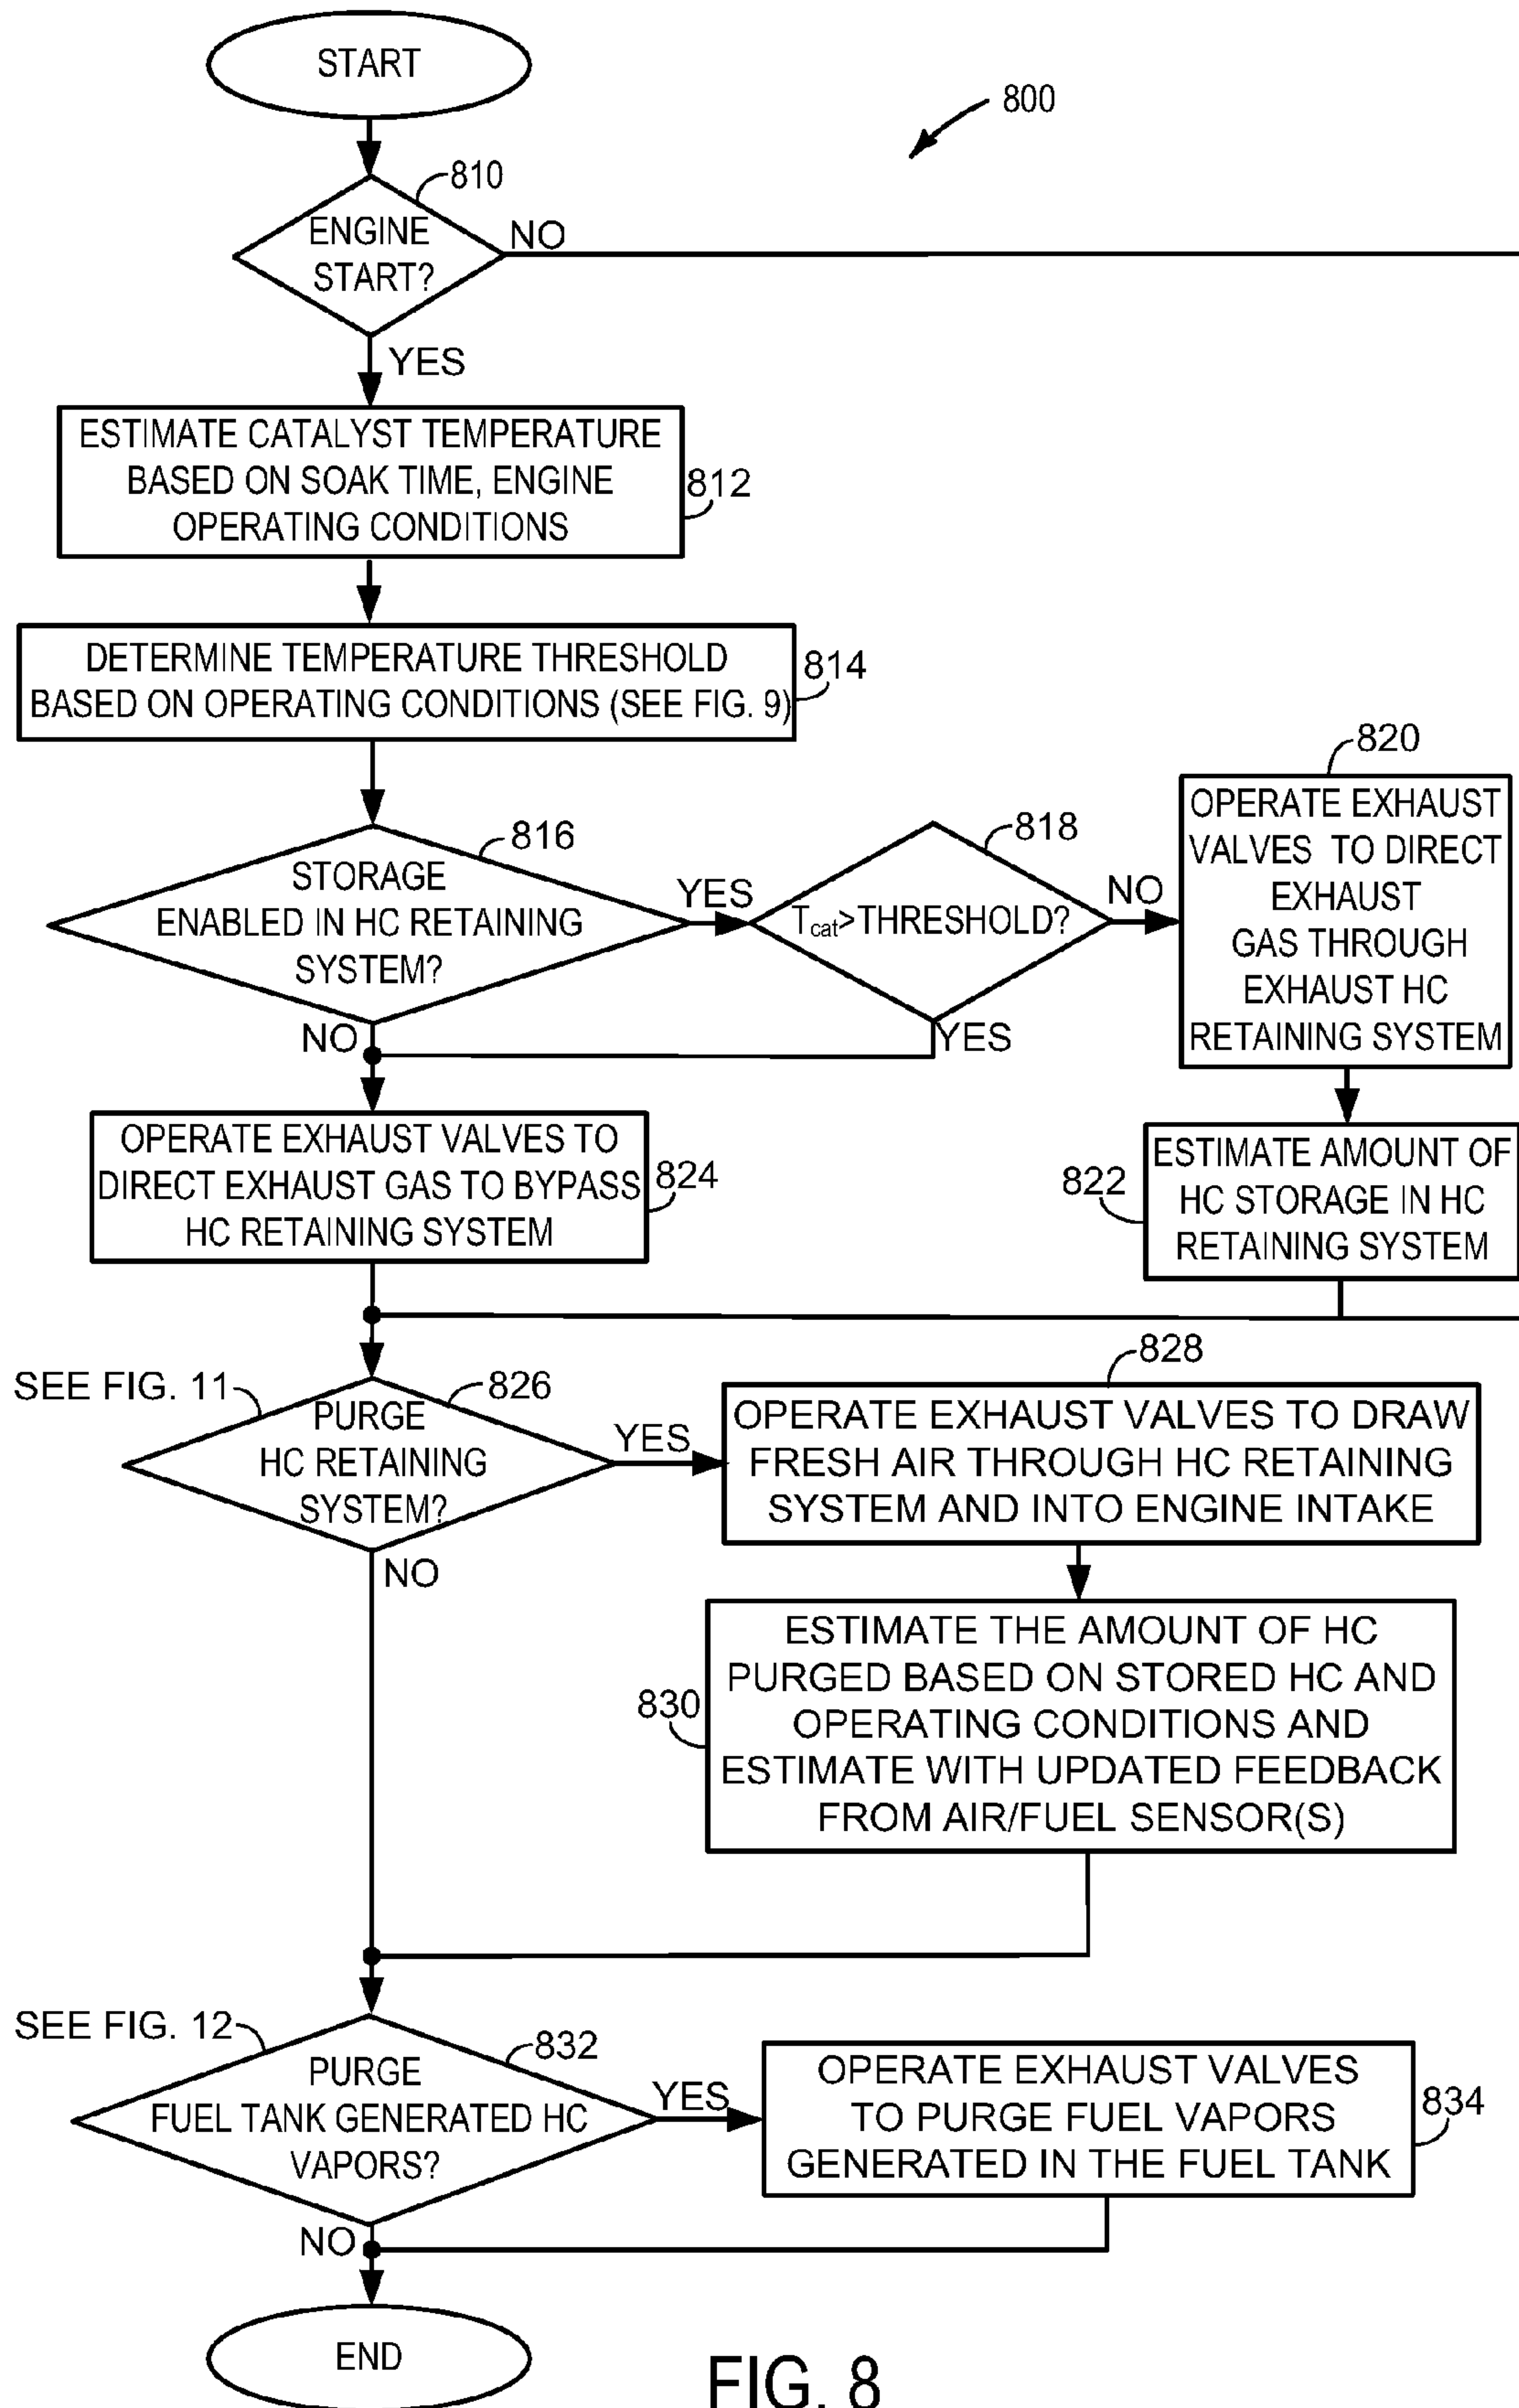 START
800
810
ENGINE
START?
NO
YES
ESTIMATE CATALYST TEMPERATURE
BASED ON SOAK TIME, ENGINE
OPERATING CONDITIONS
812
DETERMINE TEMPERATURE THRESHOLD
BASED ON OPERATING CONDITIONS (SEE FIG. 9)
814
816
STORAGE
ENABLED IN HC RETAINING
SYSTEM?
YES
NO
818
Tcat>THRESHOLD?
NO
YES
820
OPERATE EXHAUST
VALVES TO DIRECT
EXHAUST
GAS THROUGH
EXHAUST HC
RETAINING SYSTEM
822
ESTIMATE AMOUNT OF
HC STORAGE IN HC
RETAINING SYSTEM
OPERATE EXHAUST VALVES TO
DIRECT EXHAUST GAS TO BYPASS
HC RETAINING SYSTEM
824
SEE FIG. 11
826
PURGE
HC RETAINING
SYSTEM?
YES
NO
828
OPERATE EXHAUST VALVES TO DRAW
FRESH AIR THROUGH HC RETAINING
SYSTEM AND INTO ENGINE INTAKE
830
ESTIMATE THE AMOUNT OF HC
PURGED BASED ON STORED HC AND
OPERATING CONDITIONS AND
ESTIMATE WITH UPDATED FEEDBACK
FROM AIR/FUEL SENSOR(S)
SEE FIG. 12
832
PURGE
FUEL TANK GENERATED HC
VAPORS?
YES
NO
OPERATE EXHAUST VALVES
TO PURGE FUEL VAPORS
GENERATED IN THE FUEL TANK
834
END
FIG. 8